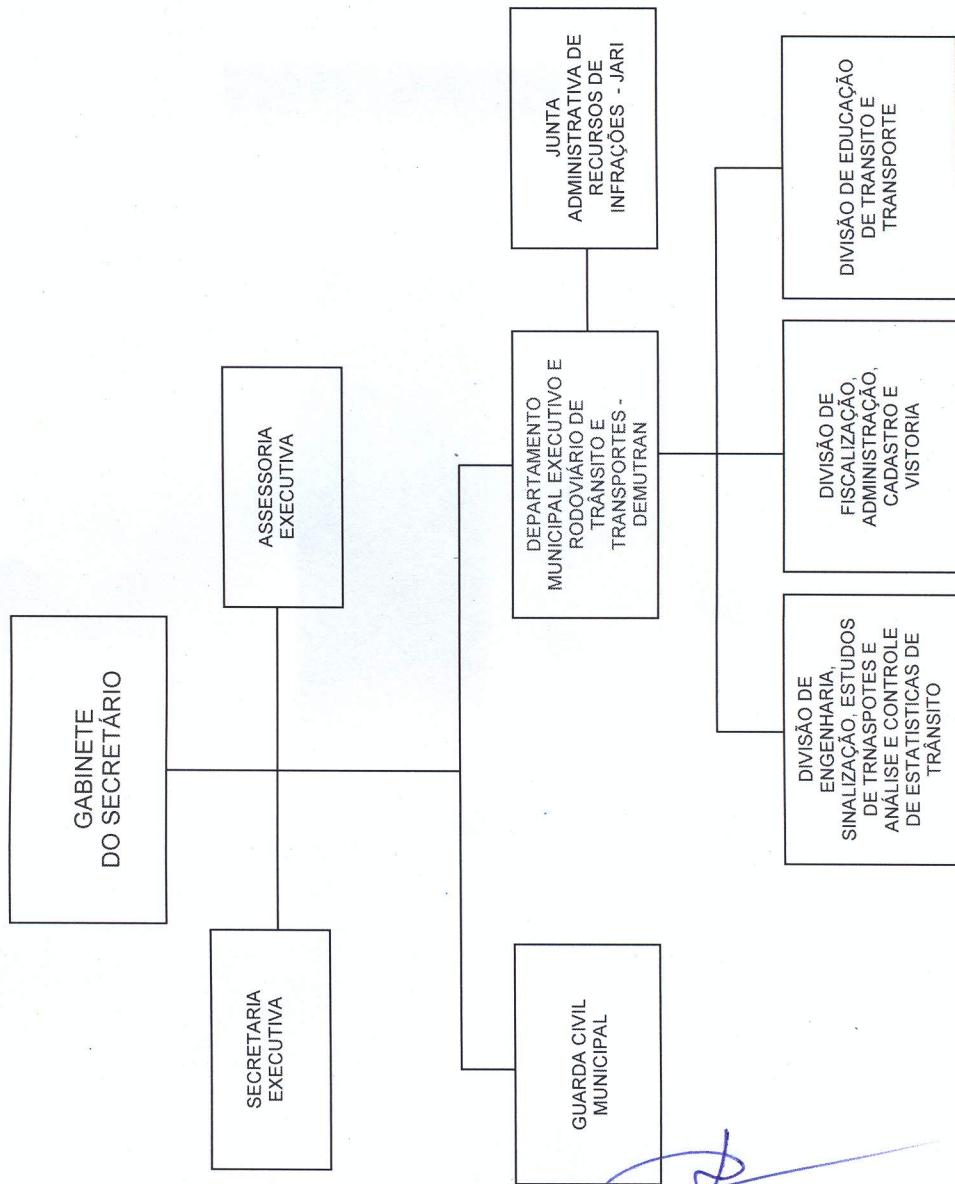 GABINETE
DO SECRETÁRIO
SECRETARIA
EXECUTIVA
ASSESSORIA
EXECUTIVA
GUARDA CIVIL
MUNICIPAL
DEPARTAMENTO
MUNICIPAL EXECUTIVO E
RODOVIÁRIO DE
TRÂNSITO E
TRANSPORTES -
DEMUTRAN
JUNTA
ADMINISTRATIVA DE
RECURSOS DE
INFRAÇÕES - JARI
DIVISÃO DE
ENGENHARIA,
SINALIZAÇÃO, ESTUDOS
DE TRNASPOTES E
ANÁLISE E CONTROLE
DE ESTATISTICAS DE
TRÂNSITO
DIVISÃO DE
FISCALIZAÇÃO,
ADMINISTRAÇÃO,
CADASTRO E
VISTORIA
DIVISÃO DE EDUCAÇÃO
DE TRANSITO E
TRANSPORTE